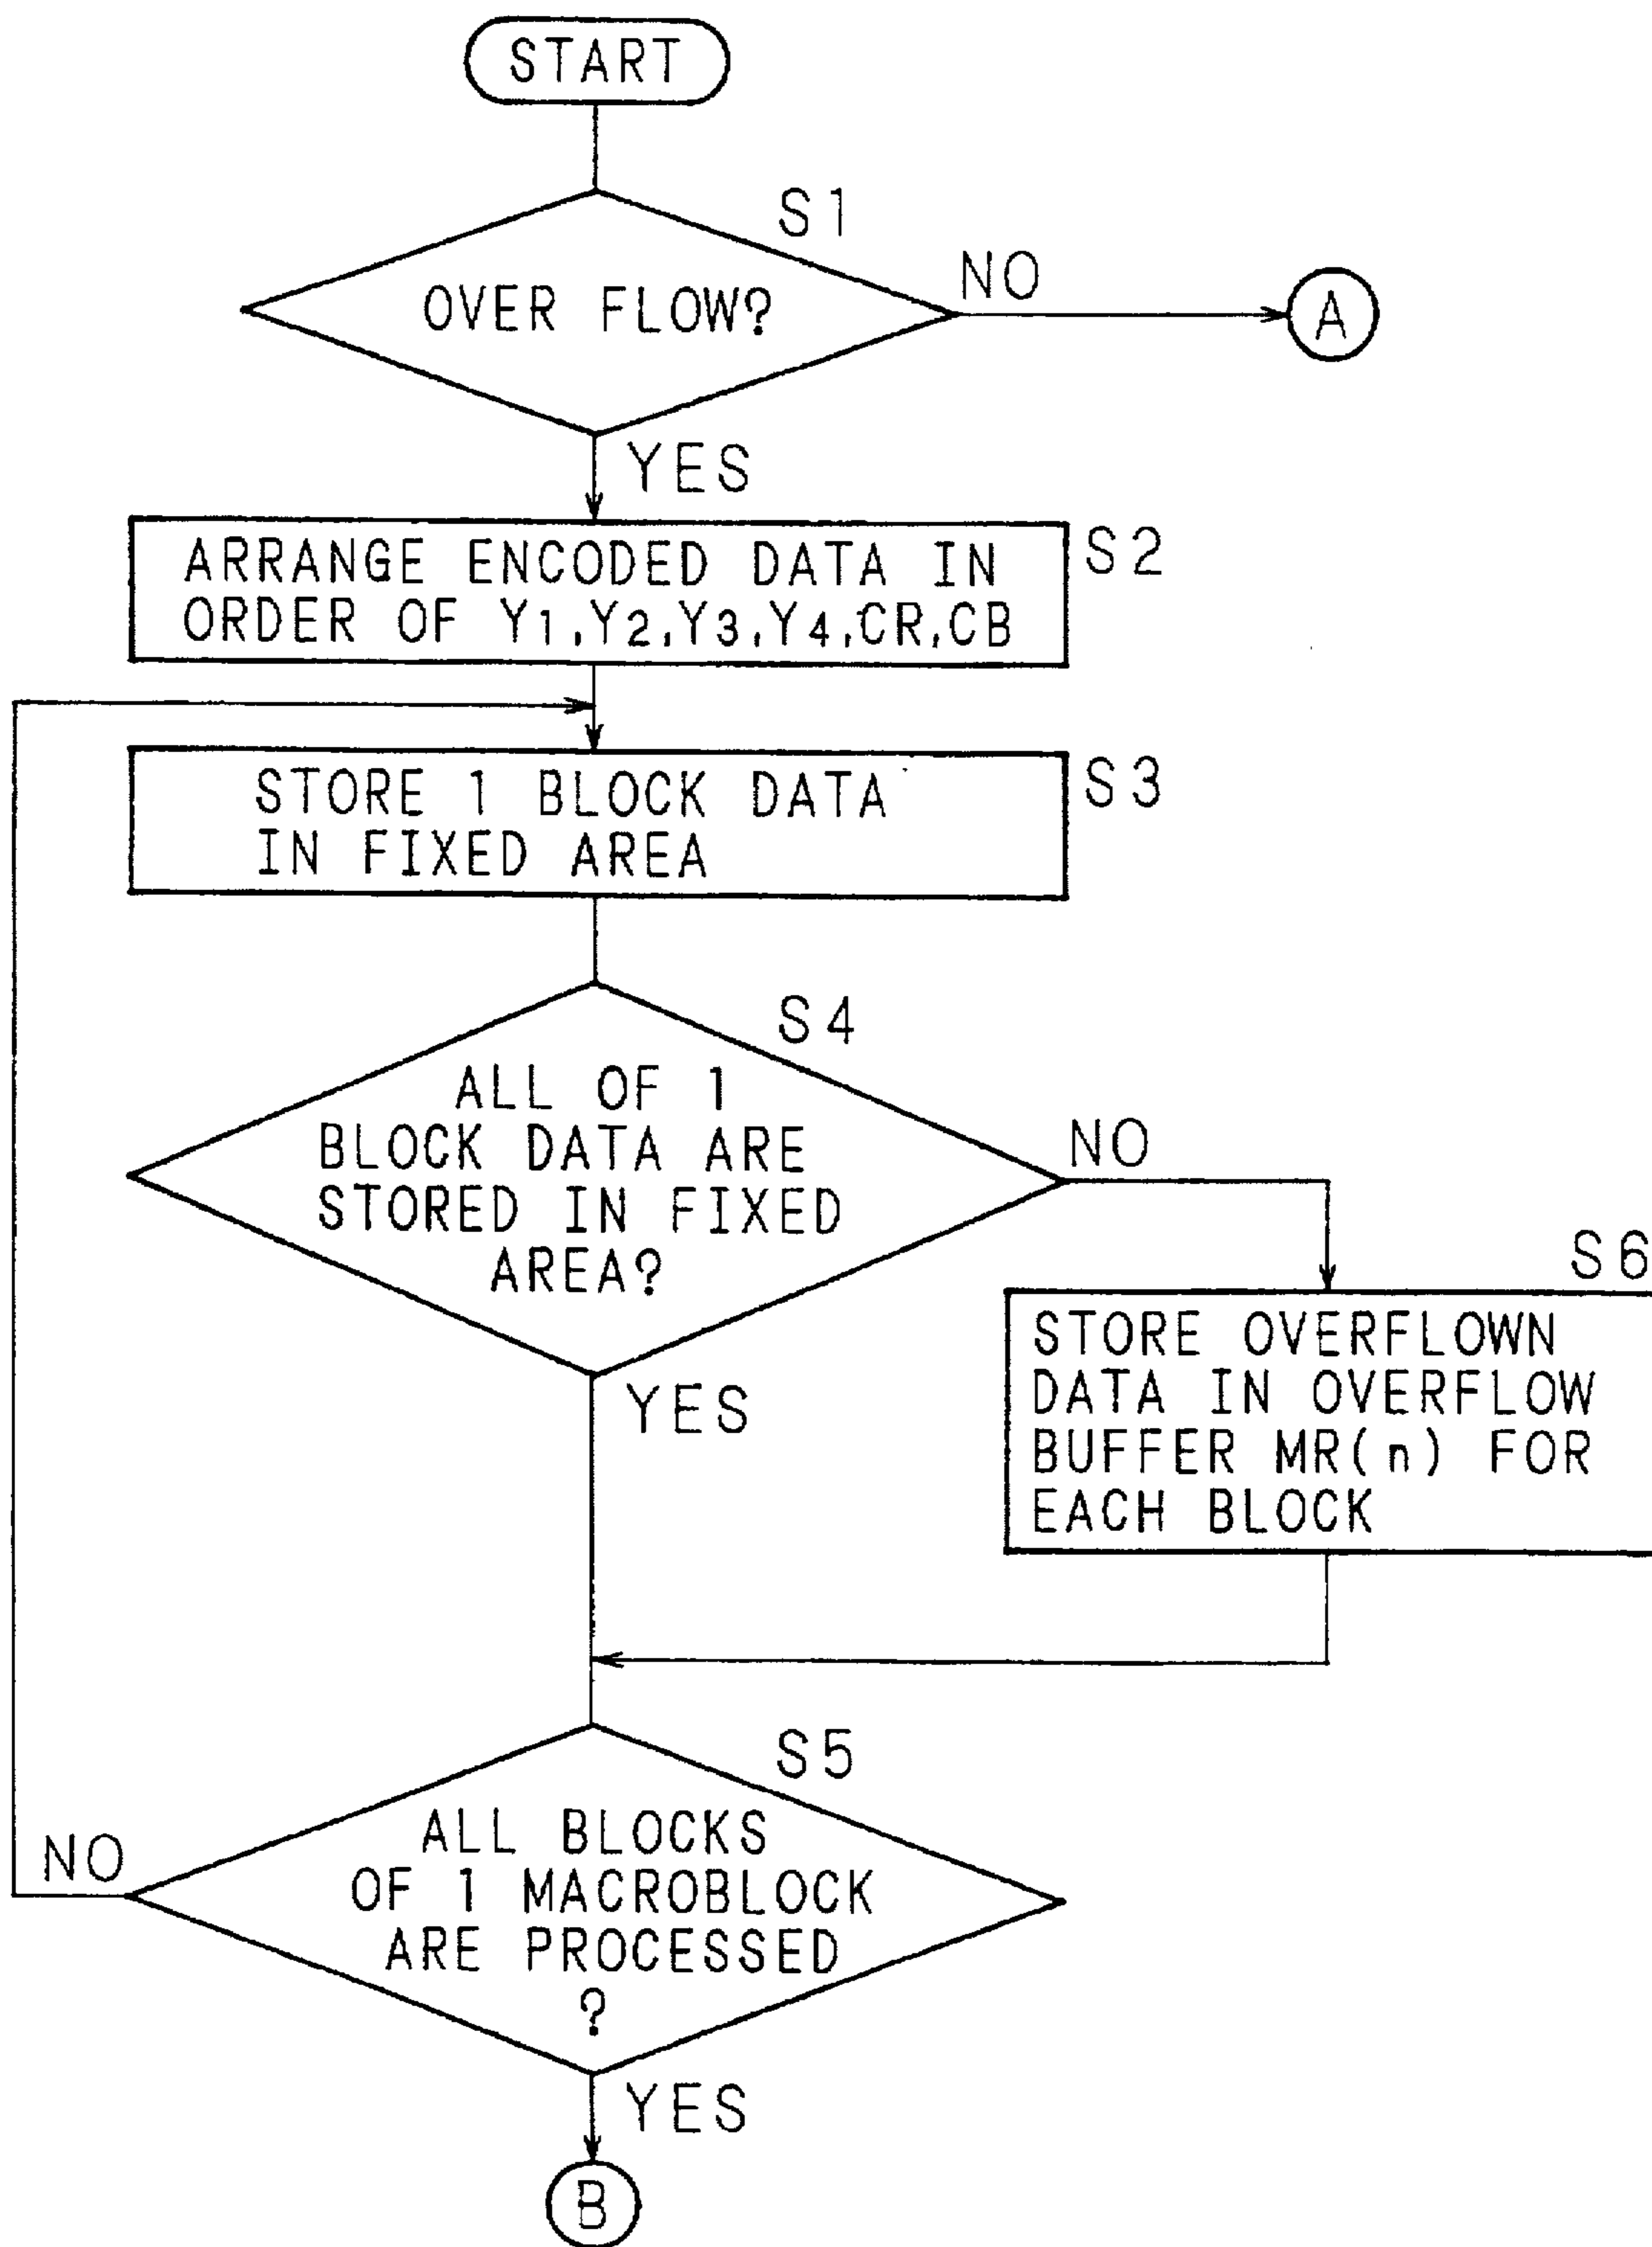 START
S1
OVER FLOW?
NO
A
YES
ARRANGE ENCODED DATA IN
ORDER OF Y1,Y2,Y3,Y4,CR,CB
S2
STORE 1 BLOCK DATA
IN FIXED AREA
S3
S4
ALL OF 1
BLOCK DATA ARE
STORED IN FIXED
AREA?
NO
YES
S6
STORE OVERFLOWN
DATA IN OVERFLOW
BUFFER MR(n) FOR
EACH BLOCK
S5
ALL BLOCKS
OF 1 MACROBLOCK
ARE PROCESSED
?
NO
YES
B